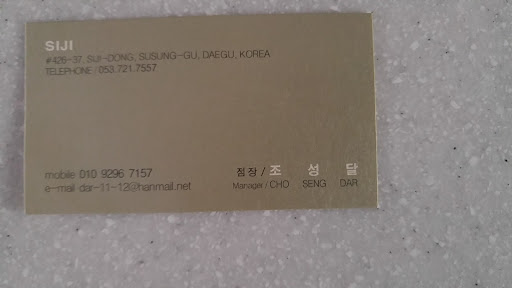 SIJI
#426-37, SIJI-DONG, SUSUNG-GU, DAEGU, KOREA
TELEPHONE / 053.721.7557
mobile 010 9296 7157 점장 / 조 성 달
e-mail dar-11-12@hanmail.net Manager / CHO SENG DAR